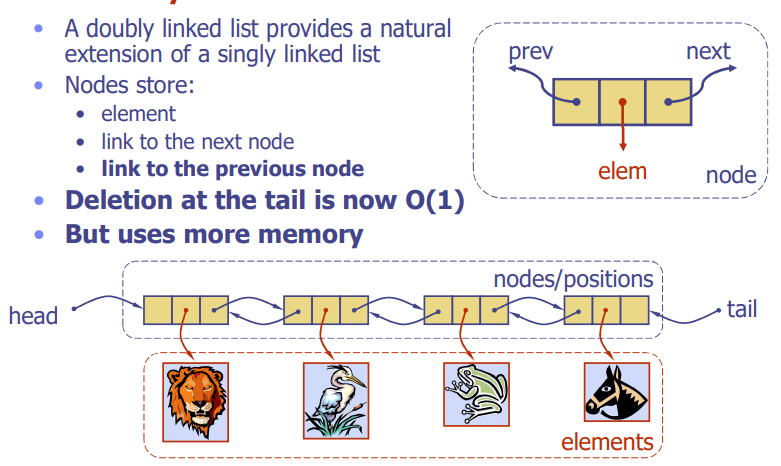 A doubly linked list provides a natural
extension of a singly linked list
Nodes store:
element
link to the next node
link to the previous node
Deletion at the tail is now O(1)
But uses more memory
prev
next
elem
node
nodes/positions
head
tail
elements